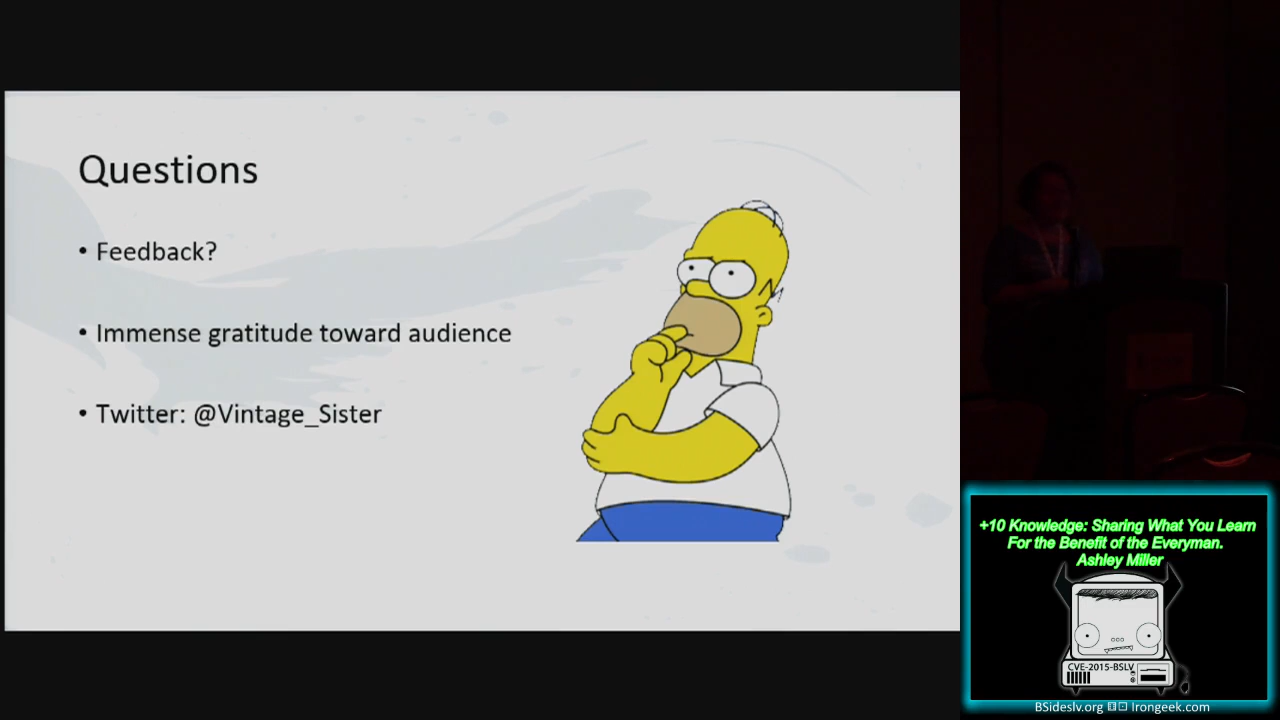 Questions
• Feedback?
• Immense gratitude toward audience
• Twitter: @Vintage_Sister
+10 Knowledge: Sharing What You Learn
For the Benefit of the Everyman.
Ashley Miller
CVE-2015-BSLV
BSideslv.org Irongeek.com